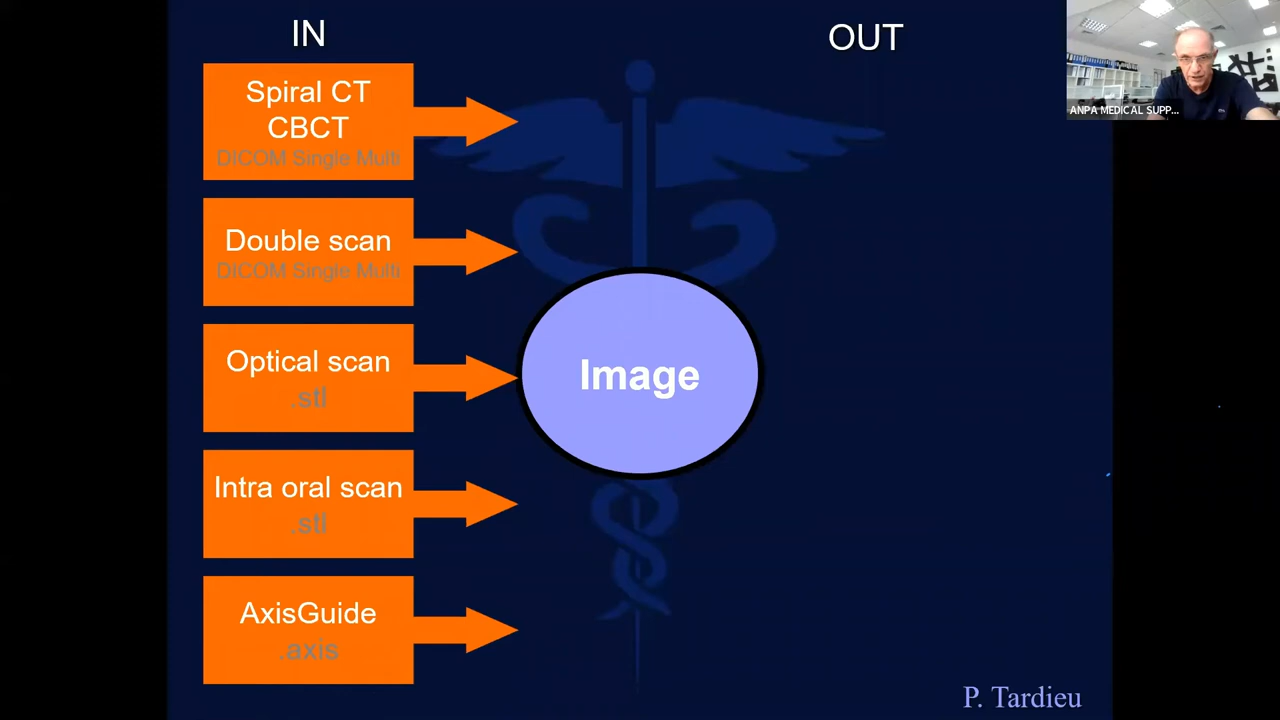 IN
OUT
ANPA MEDICAL SUPP...
Spiral CT
CBCT
DICOM Single Multi
Double scan
DICOM Single Multi
Optical scan
.stl
Image
Intra oral scan
.stl
AxisGuide
.axis
P. Tardieu